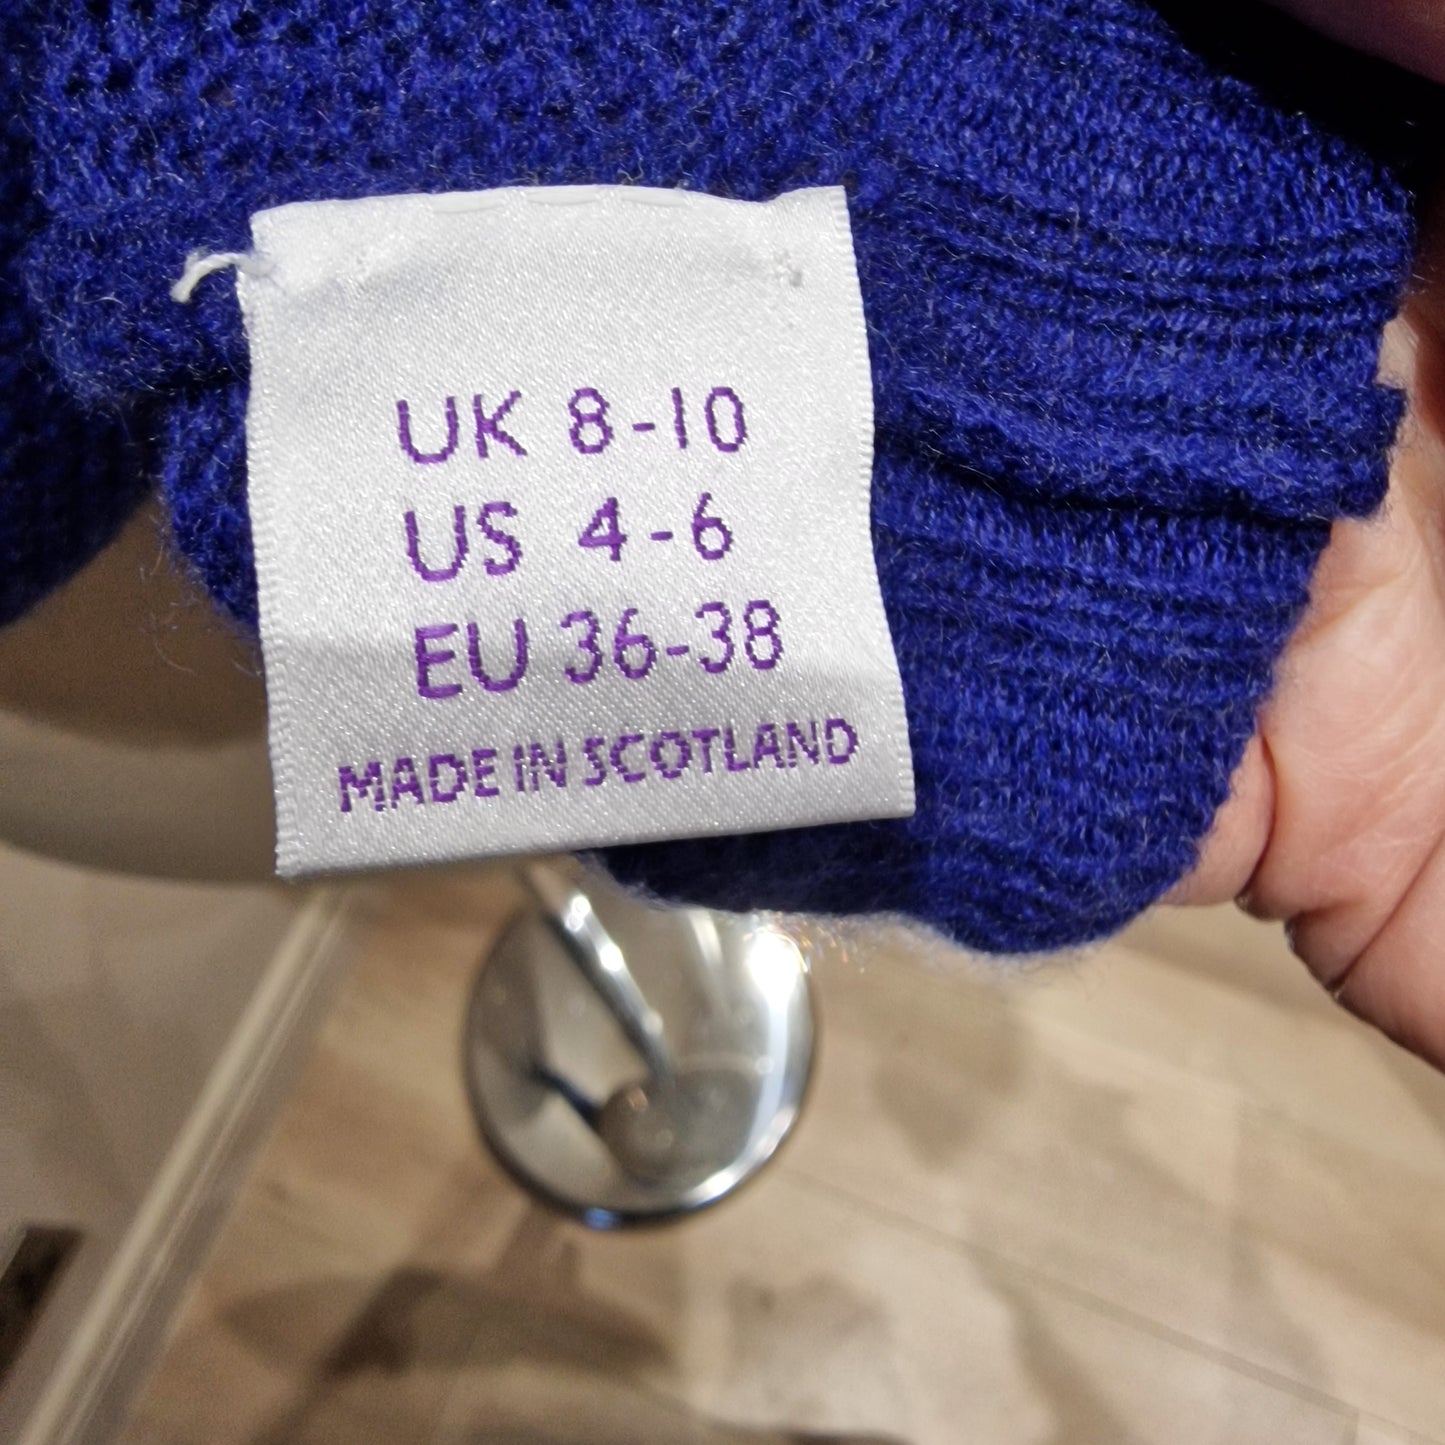 UK 8-10
US 4-6
EU 36-38
MADE IN SCOTLAND